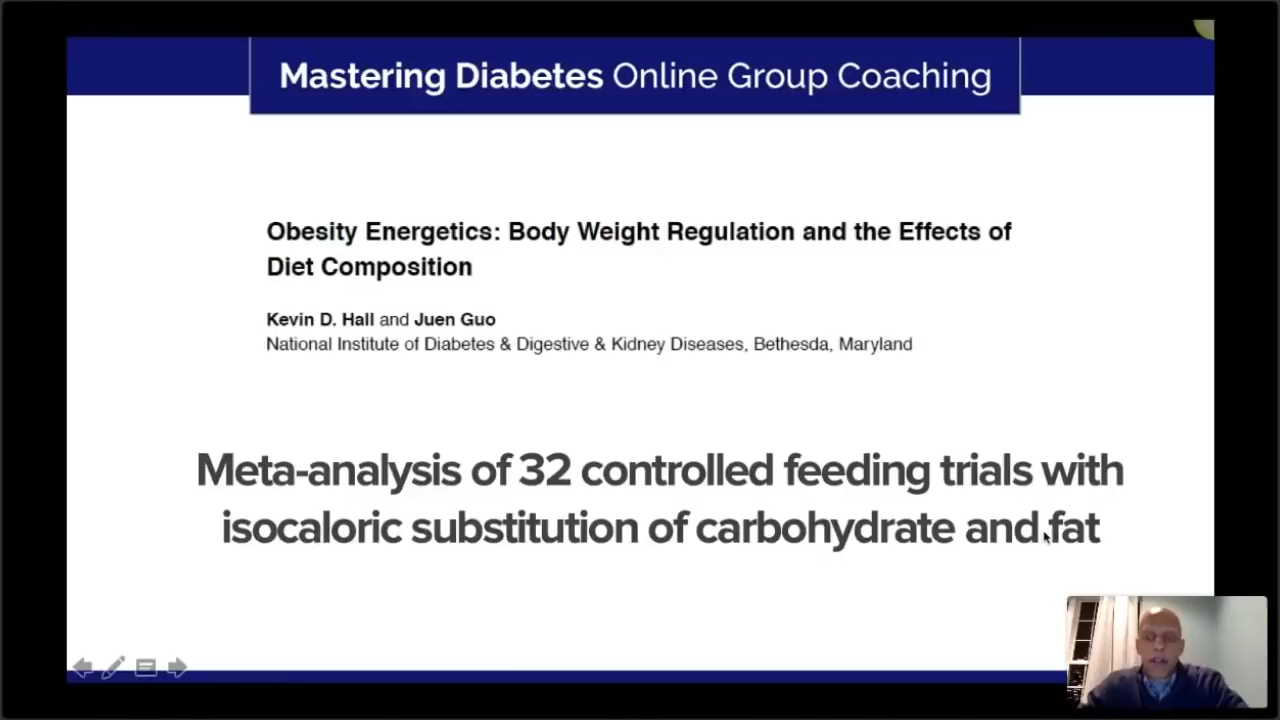 Mastering Diabetes Online Group Coaching
Obesity Energetics: Body Weight Regulation and the Effects of
Diet Composition
Kevin D. Hall and Juen Guo
National Institute of Diabetes & Digestive & Kidney Diseases, Bethesda, Maryland
Meta-analysis of 32 controlled feeding trials with
isocaloric substitution of carbohydrate and fat